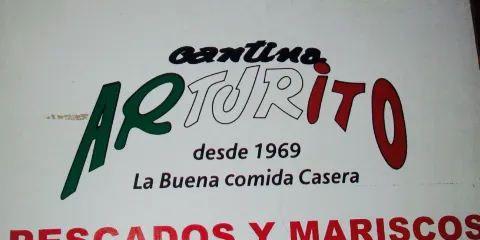 cantina
ARTURiTO
desde 1969
La Buena comida Casera
PESCADOS Y MARISCOS